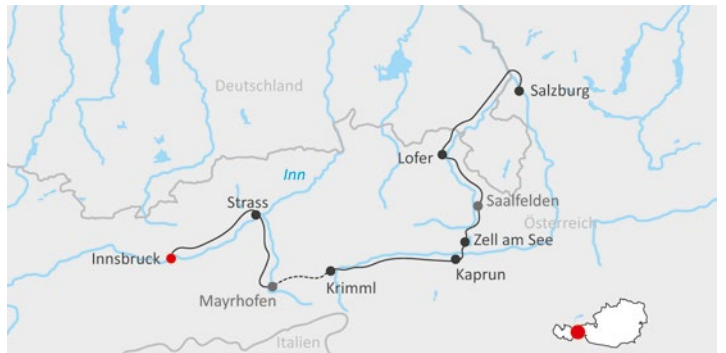 Deutschland
Salzburg
Lofer
Inn
Saalfelden
Strass
Österreich
Zell am See
Innsbruck
Kaprun
Krimml
Mayrhofen
Italien